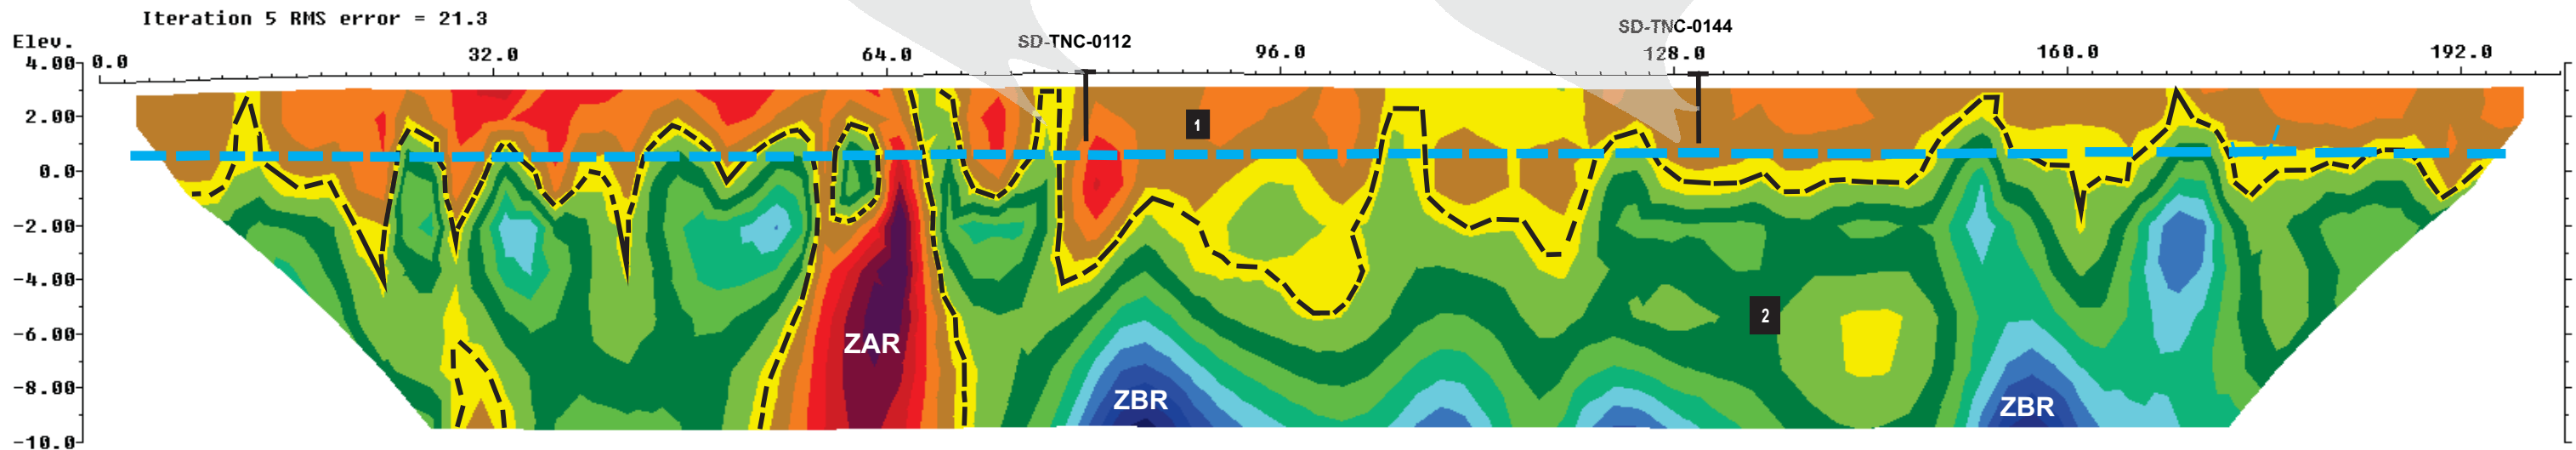 Iteration 5 RMS error = 21.3
SD-TNC-0112
SD-TNC-0144
Elev.
0.0 32.0 64.0 96.0 128.0 160.0 192.0
4.00
2.00
0.0
-2.00
-4.00
-6.00
-8.00
-10.0
1
2
ZAR
ZBR
ZBR